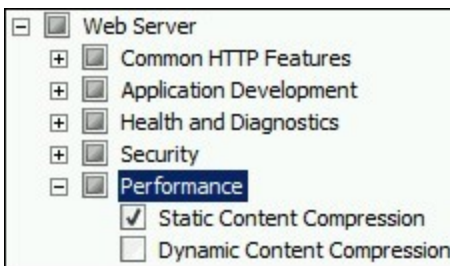 Web Server
Common HTTP Features
Application Development
Health and Diagnostics
Security
Performance
Static Content Compression
Dynamic Content Compression